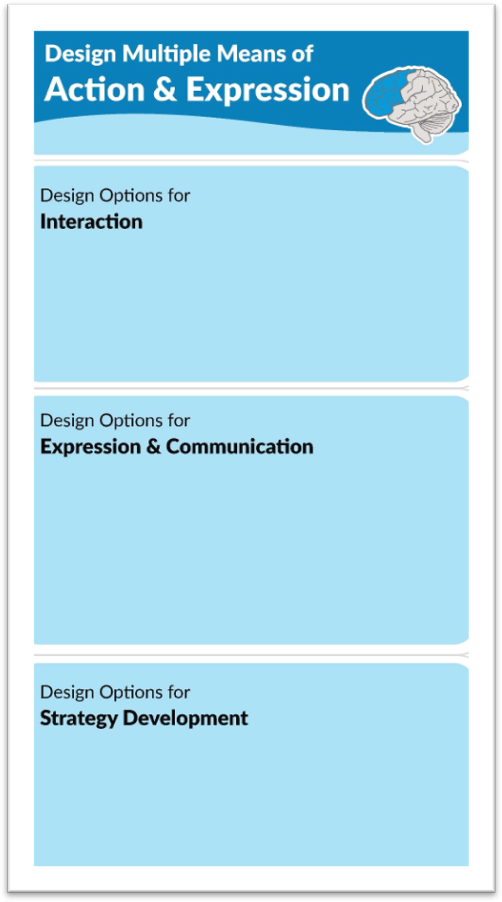 Design Multiple Means of
Action & Expression
Design Options for
Interaction
Design Options for
Expression & Communication
Design Options for
Strategy Development